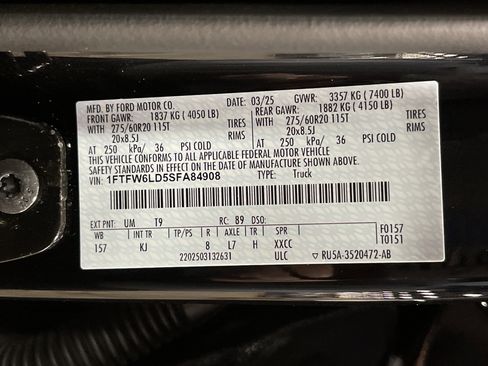 MFD. BY FORD MOTOR CO.
DATE: 03/25 GVWR: 3357 KG ( 7400 LB)
FRONT GAWR: 1837 KG ( 4050 LB)
REAR GAWR: 1882 KG ( 4150 LB)
WITH 275/60R20 115T TIRES
WITH 275/60R20 115T TIRES
20x8.5J
20x8.5J
AT 250 kPa/ 36 PSI COLD
AT 250 kPa/ 36 PSI COLD
THIS VEHICLE CONFORMS TO ALL APPLICABLE FEDERAL MOTOR VEHICLE
SAFETY STANDARDS IN EFFECT ON THE DATE OF MANUFACTURE SHOWN ABOVE.
VIN: 1FTFW6LD5SFA84908 TYPE: Truck
EXT PNT: UM T9 RC: 89 DSO:
WB INT TR TP/PS R AXLE TR SPR
157 KJ 8 L7 H XXCC
2202503132631 ULC
F0157
T0151
▽ RU5A-3520472-AB